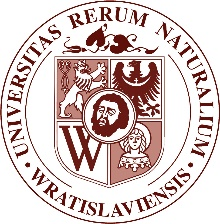 · UNIVERSITAS RERUM NATURALIUM ·
WRATISLAVIENSIS
W